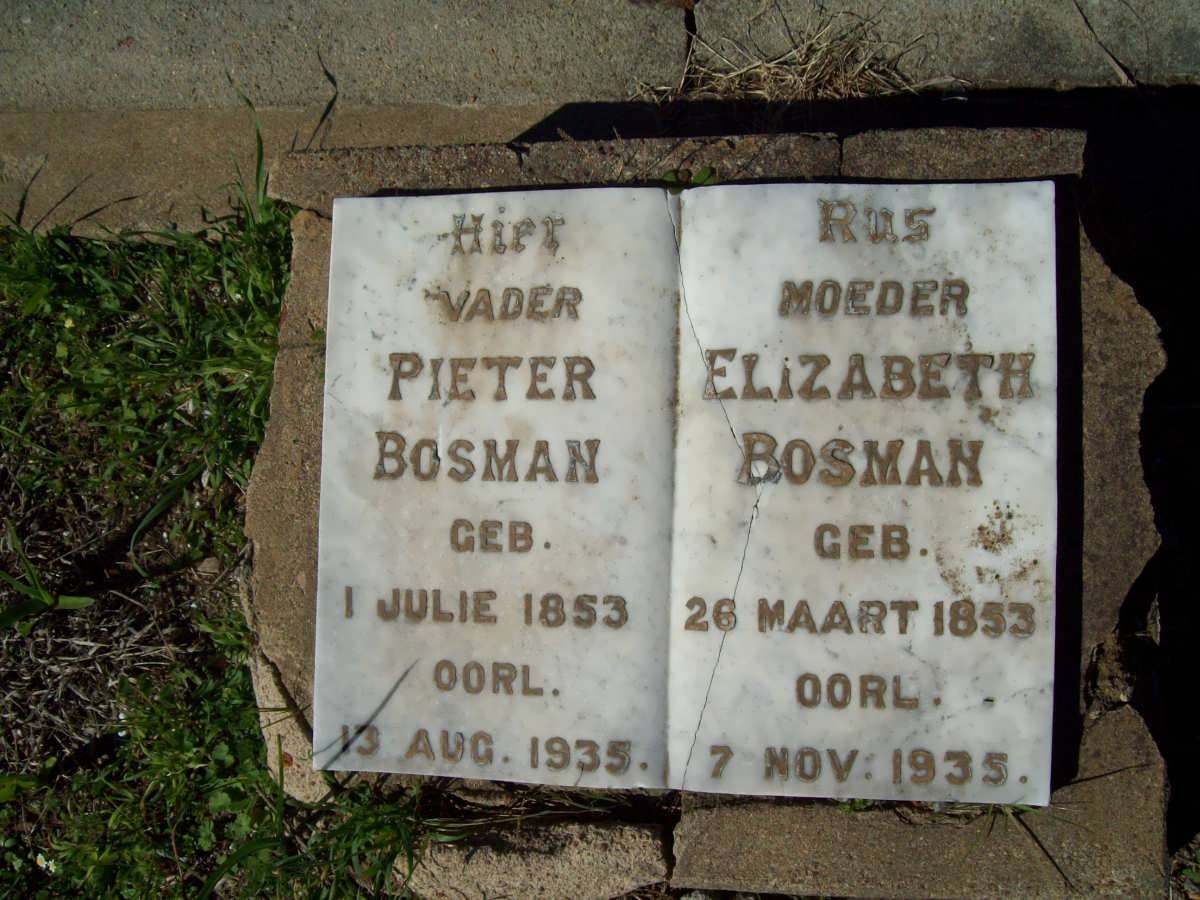 Hier
VADER
PIETER
BOSMAN
GEB.
1 JULIE 1853
OORL.
13 AUG. 1935.
Rus
MOEDER
ELIZABETH
BOSMAN
GEB.
26 MAART 1853
OORL.
7 NOV. 1935.